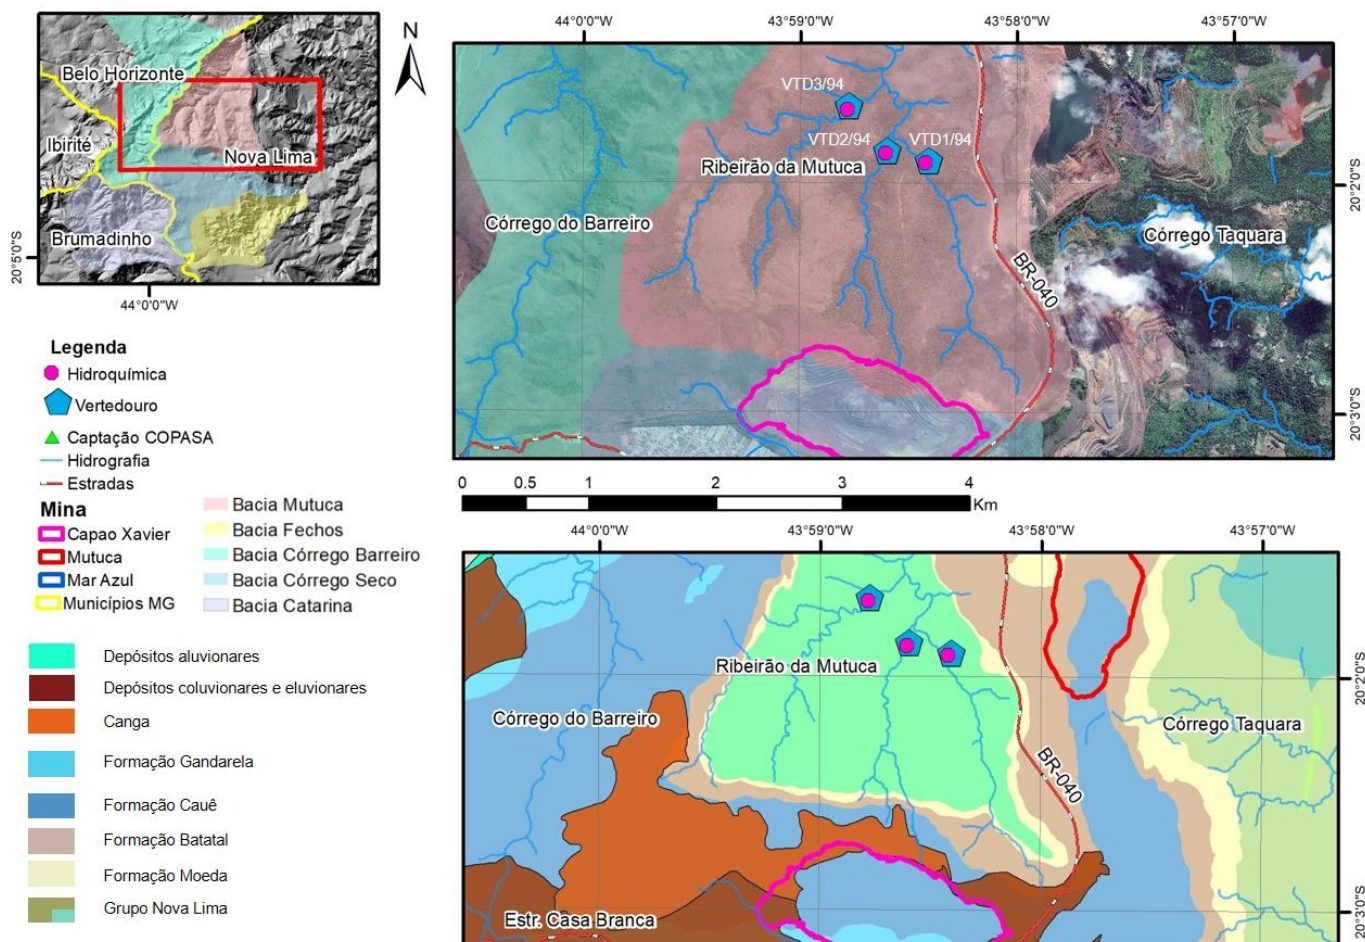 Belo Horizonte
Ibirité
Nova Lima
Brumadinho
20°5'0"S
44°0'0"W
N
44°0'0"W
43°59'0"W
43°58'0"W
43°57'0"W
VTD3/94
VTD2/94
VTD1/94
Ribeirão da Mutuca
Córrego do Barreiro
Córrego Taquara
BR-040
20°2'0"S
20°3'0"S
0 0.5 1 2 3 4
Km
Legenda
Hidroquímica
Vertedouro
Captação COPASA
Hidrografia
Estradas
Mina
Capao Xavier
Mutuca
Mar Azul
Municípios MG
Bacia Mutuca
Bacia Fechos
Bacia Córrego Barreiro
Bacia Córrego Seco
Bacia Catarina
Depósitos aluvionares
Depósitos coluvionares e eluvionares
Canga
Formação Gandarela
Formação Cauê
Formação Batatal
Formação Moeda
Grupo Nova Lima
44°0'0"W
43°59'0"W
43°58'0"W
43°57'0"W
Ribeirão da Mutuca
Córrego do Barreiro
Córrego Taquara
BR-040
Estr. Casa Branca
20°2'0"S
20°3'0"S